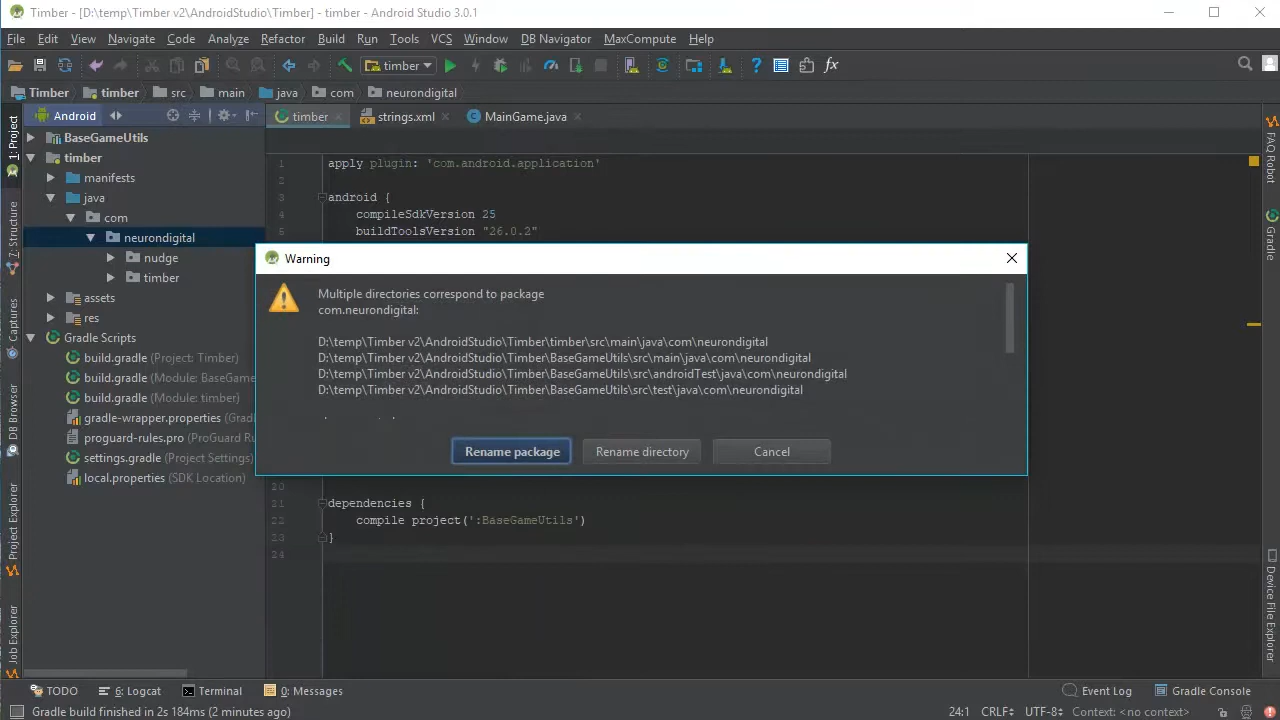 Timber - [D:\temp\Timber v2\AndroidStudio\Timber] - timber - Android Studio 3.0.1
File Edit View Navigate Code Analyze Refactor Build Run Tools VCS Window DB Navigator MaxCompute Help
timber
Timber timber src main java com neurondigital
Android
timber strings.xml MainGame.java
BaseGameUtils
timber
manifests
java
com
neurondigital
nudge
timber
assets
res
Gradle Scripts
build.gradle (Project: Timber)
build.gradle (Module: BaseGame
build.gradle (Module: timber)
gradle-wrapper.properties (Gra
proguard-rules.pro (ProGuard Ru
settings.gradle (Project Settings)
local.properties (SDK Location)
1: Project
7: Structure
Captures
DB Browser
Project Explorer
Job Explorer
1 apply plugin: 'com.android.application'
2
3 android {
4 compileSdkVersion 25
5 buildToolsVersion "26.0.2"
Warning
Multiple directories correspond to package
com.neurondigital:
D:\temp\Timber v2\AndroidStudio\Timber\timber\src\main\java\com\neurondigital
D:\temp\Timber v2\AndroidStudio\Timber\BaseGameUtils\src\main\java\com\neurondigital
D:\temp\Timber v2\AndroidStudio\Timber\BaseGameUtils\src\androidTest\java\com\neurondigital
D:\temp\Timber v2\AndroidStudio\Timber\BaseGameUtils\src\test\java\com\neurondigital
Rename package Rename directory Cancel
20
21 dependencies {
22 compile project(':BaseGameUtils')
23 }
24
FAQ Robot
Gradle
Device File Explorer
TODO 6: Logcat Terminal 0: Messages Event Log Gradle Console
Gradle build finished in 2s 184ms (2 minutes ago) 24:1 CRLF UTF-8 Context: <no context>